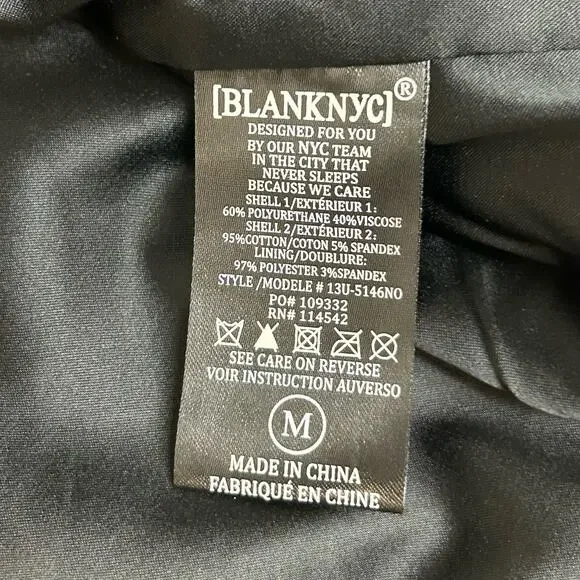 [BLANKNYC]®
DESIGNED FOR YOU
BY OUR NYC TEAM
IN THE CITY THAT
NEVER SLEEPS
BECAUSE WE CARE
SHELL 1/EXTÉRIEUR 1:
60% POLYURÉTHANE 40%VISCOSE
SHELL 2/EXTÉRIEUR 2:
95%COTTON/COTON 5% SPANDEX
LINING/DOUBLURE:
97% POLYESTER 3%SPANDEX
STYLE /MODELE # 13U-5146NO
PO# 109332
RN# 114542
SEE CARE ON REVERSE
VOIR INSTRUCTION AUVERSO
M
MADE IN CHINA
FABRIQUÉ EN CHINE